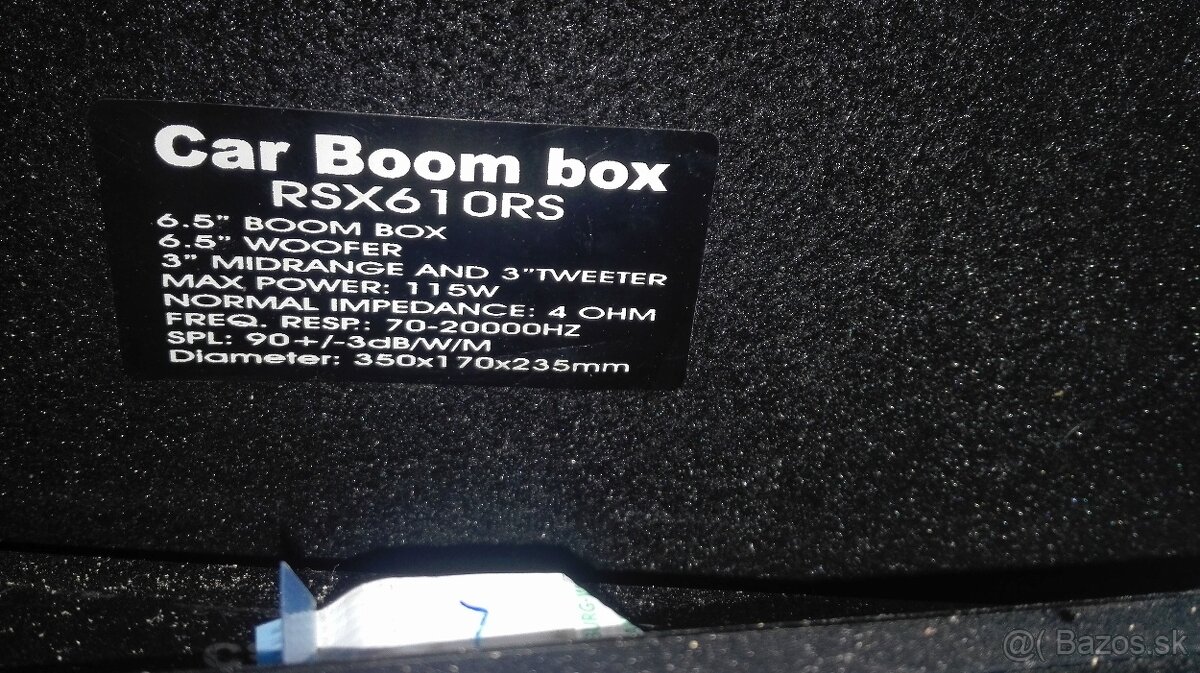 Car Boom box
RSX610RS
6.5" BOOM BOX
6.5" WOOFER
3" MIDRANGE AND 3"TWEETER
MAX POWER: 115W
NORMAL IMPEDANCE: 4 OHM
FREQ. RESP.: 70-20000HZ
SPL: 90+/-3dB/W/M
Diameter: 350x170x235mm
@( Bazos.sk